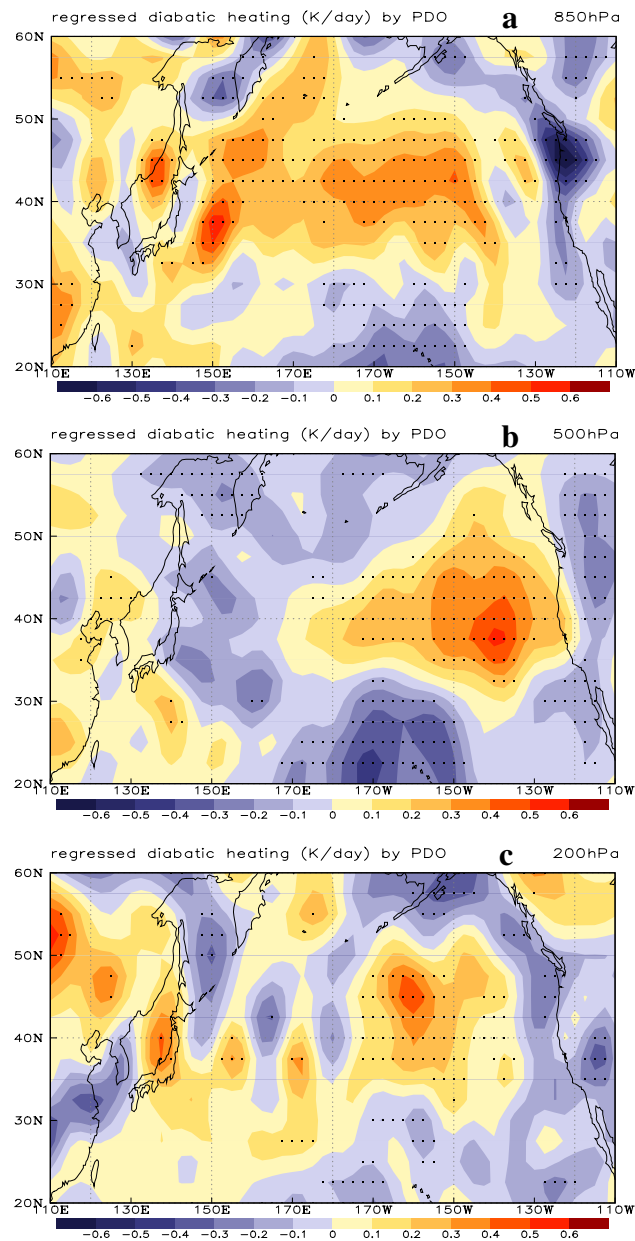 regressed diabatic heating (K/day) by PDO a 850hPa
60N
50N
40N
30N
20N
110E 130E 150E 170E 170W 150W 130W 110W
−0.6 −0.5 −0.4 −0.3 −0.2 −0.1 0 0.1 0.2 0.3 0.4 0.5 0.6
regressed diabatic heating (K/day) by PDO b 500hPa
60N
50N
40N
30N
20N
110E 130E 150E 170E 170W 150W 130W 110W
−0.6 −0.5 −0.4 −0.3 −0.2 −0.1 0 0.1 0.2 0.3 0.4 0.5 0.6
regressed diabatic heating (K/day) by PDO c 200hPa
60N
50N
40N
30N
20N
110E 130E 150E 170E 170W 150W 130W 110W
−0.6 −0.5 −0.4 −0.3 −0.2 −0.1 0 0.1 0.2 0.3 0.4 0.5 0.6